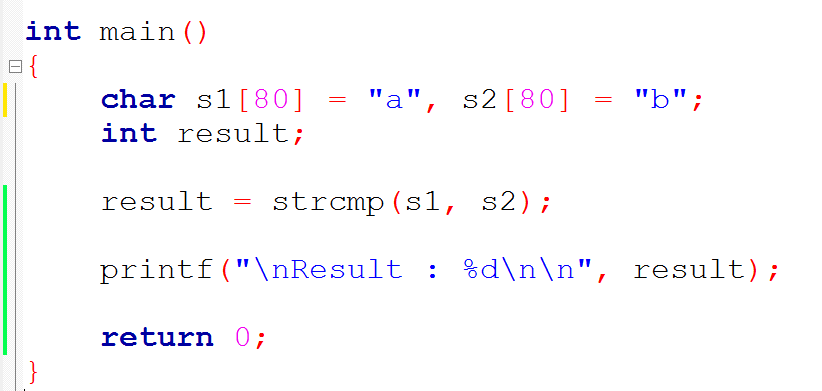 int main()
{
char s1[80] = "a", s2[80] = "b";
int result;
result = strcmp(s1, s2);
printf("\nResult : %d\n\n", result);
return 0;
}